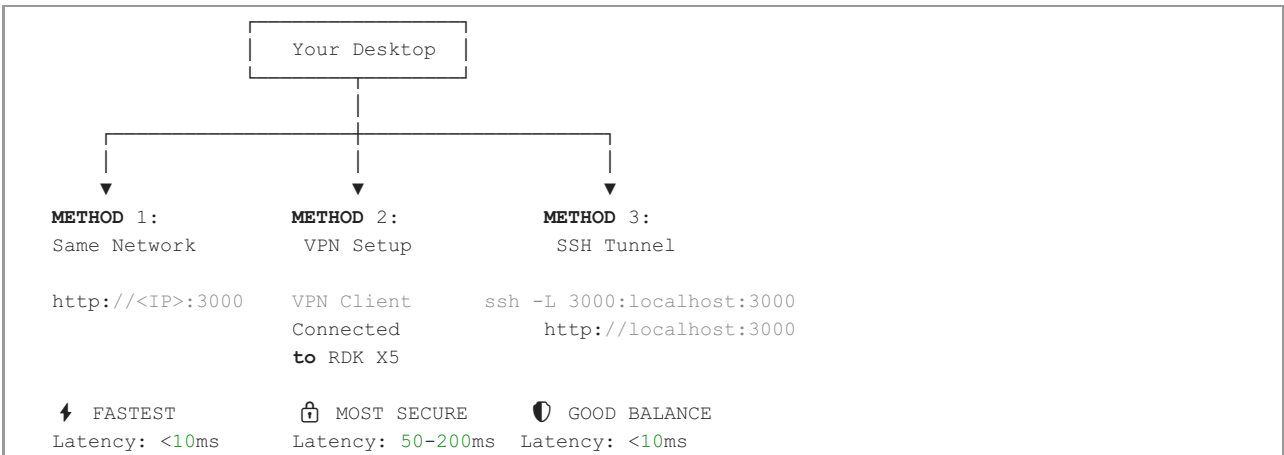 Your Desktop
METHOD 1: METHOD 2: METHOD 3:
Same Network VPN Setup SSH Tunnel
http://<IP>:3000 VPN Client ssh -L 3000:localhost:3000
Connected http://localhost:3000
to RDK X5
FASTEST MOST SECURE GOOD BALANCE
Latency: <10ms Latency: 50-200ms Latency: <10ms